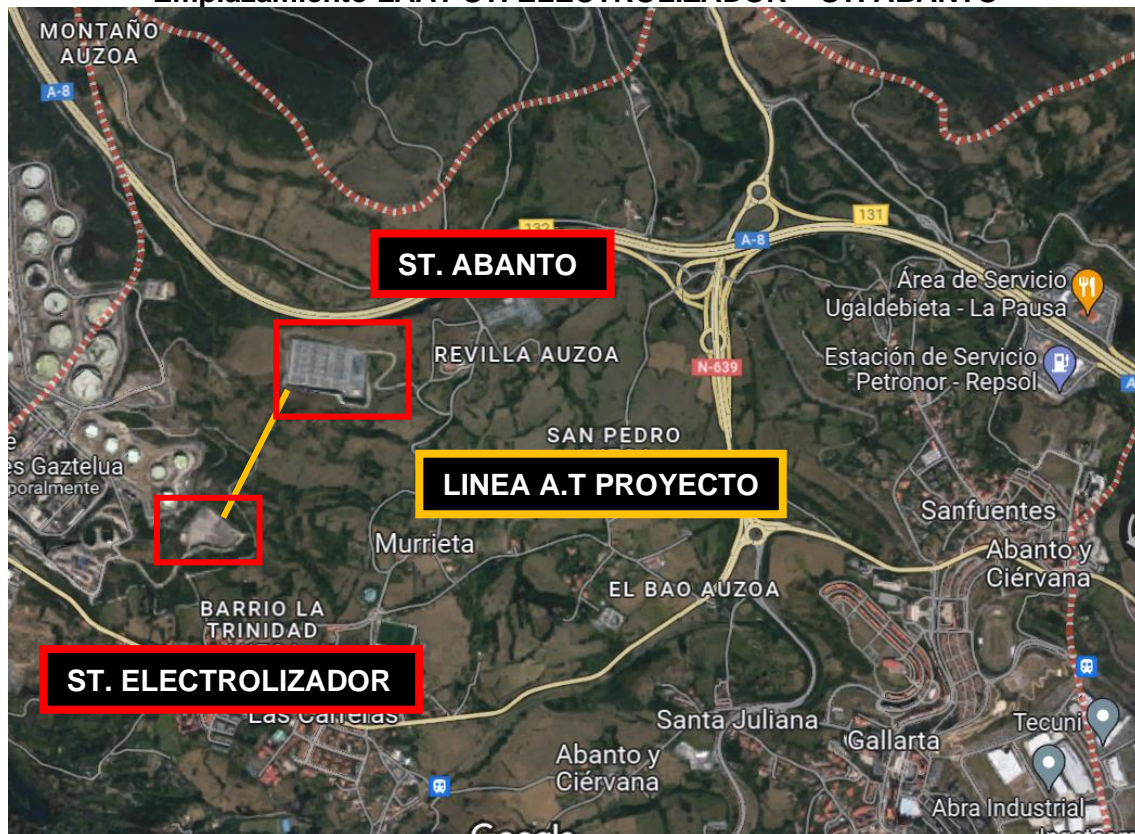 MONTAÑO
AUZOA
A-8
131
A-8
ST. ABANTO
Área de Servicio
Ugaldebieta - La Pausa
REVILLA AUZOA
N-639
Estación de Servicio
Petronor - Repsol
SAN PEDRO
es Gaztelua
poralmente
LINEA A.T PROYECTO
Sanfuentes
Murrieta
Abanto y
Ciérvana
EL BAO AUZOA
BARRIO LA
TRINIDAD
ST. ELECTROLIZADOR
Las Carreras
Santa Juliana
Gallarta
Tecuni
Abanto y
Ciérvana
Abra Industrial